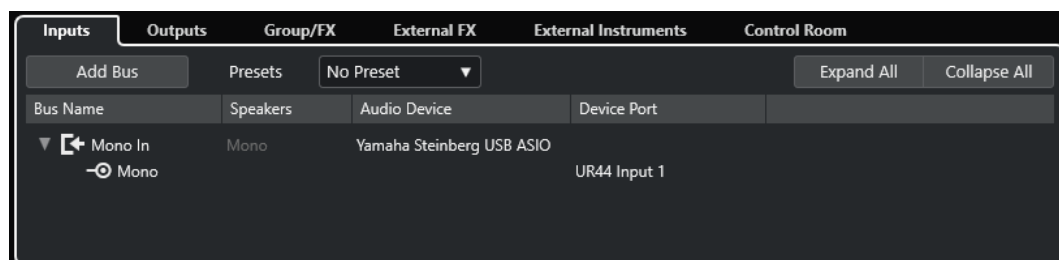 Inputs Outputs Group/FX External FX External Instruments Control Room
Add Bus Presets No Preset Expand All Collapse All
Bus Name Speakers Audio Device Device Port
Mono In Mono Yamaha Steinberg USB ASIO
Mono UR44 Input 1